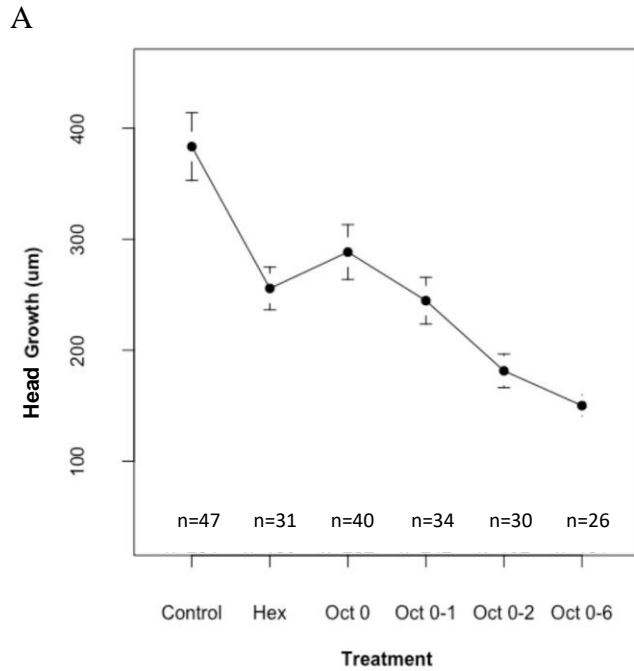 A
400
300
200
100
Head Growth (um)
n=47 n=31 n=40 n=34 n=30 n=26
Control Hex Oct 0 Oct 0-1 Oct 0-2 Oct 0-6
Treatment